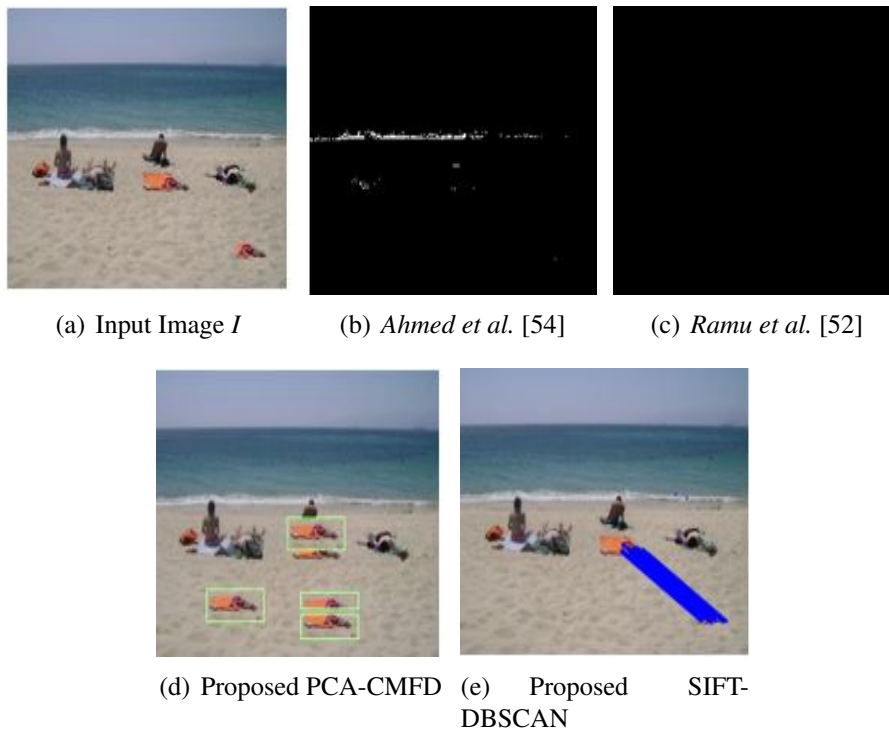 (a) Input Image I
(b) Ahmed et al. [54]
(c) Ramu et al. [52]
(d) Proposed PCA-CMFD
(e) Proposed SIFT-
DBSCAN